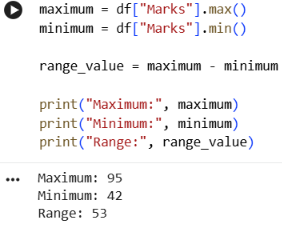 maximum = df["Marks"].max()
minimum = df["Marks"].min()
range_value = maximum - minimum
print("Maximum:", maximum)
print("Minimum:", minimum)
print("Range:", range_value)
Maximum: 95
Minimum: 42
Range: 53